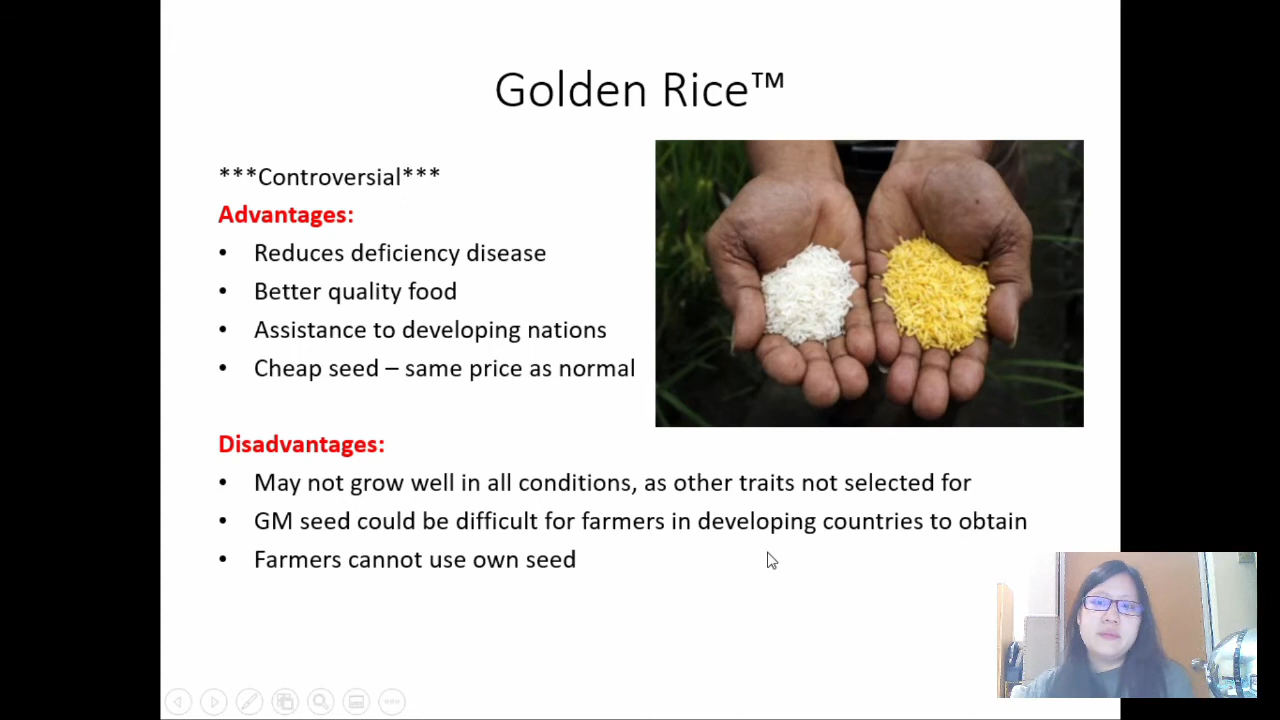 Golden Rice™
***Controversial***
Advantages:
• Reduces deficiency disease
• Better quality food
• Assistance to developing nations
• Cheap seed – same price as normal
Disadvantages:
• May not grow well in all conditions, as other traits not selected for
• GM seed could be difficult for farmers in developing countries to obtain
• Farmers cannot use own seed